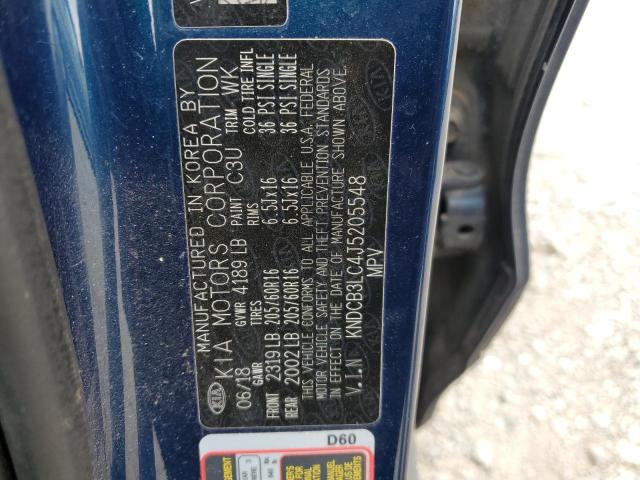 MANUFACTURED IN KOREA BY
KIA KIA MOTORS CORPORATION
06/18 GVWR 4189 LB PAINT C3U TRIM WK
GAWR TIRES RIMS COLD TIRE INFL
FRONT 2319 LB 205/60R16 6.5Jx16 36 PSI SINGLE
REAR 2002 LB 205/60R16 6.5Jx16 36 PSI SINGLE
THIS VEHICLE CONFORMS TO ALL APPLICABLE U.S.A. FEDERAL
MOTOR VEHICLE SAFETY AND THEFT PREVENTION STANDARDS
IN EFFECT ON THE DATE OF MANUFACTURE SHOWN ABOVE.
V.I.N KNDCB3LC4J5205548
MPV
D60